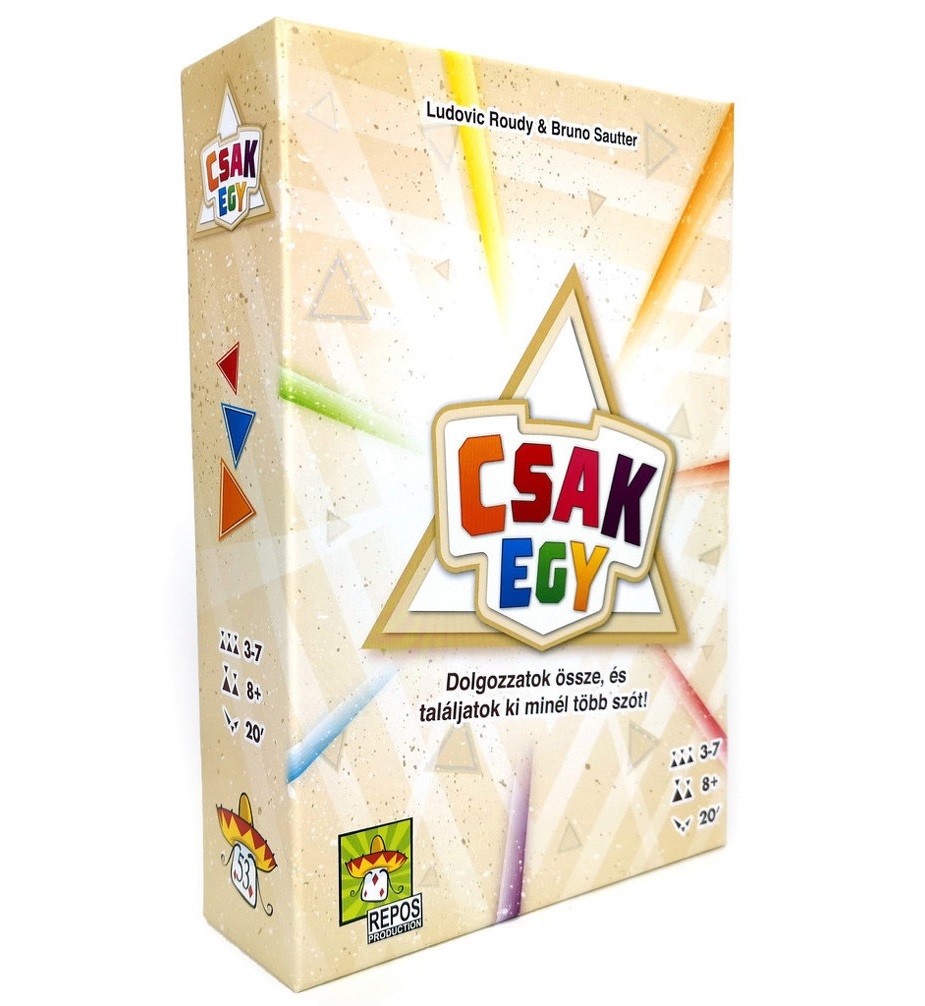 Ludovic Roudy & Bruno Sautter
CSAK
EGY
Dolgozzatok össze, és
találjatok ki minél több szót!
3-7
8+
20′
REPOS
PRODUCTION
CSAK
EGY
3-7
8+
20′
53